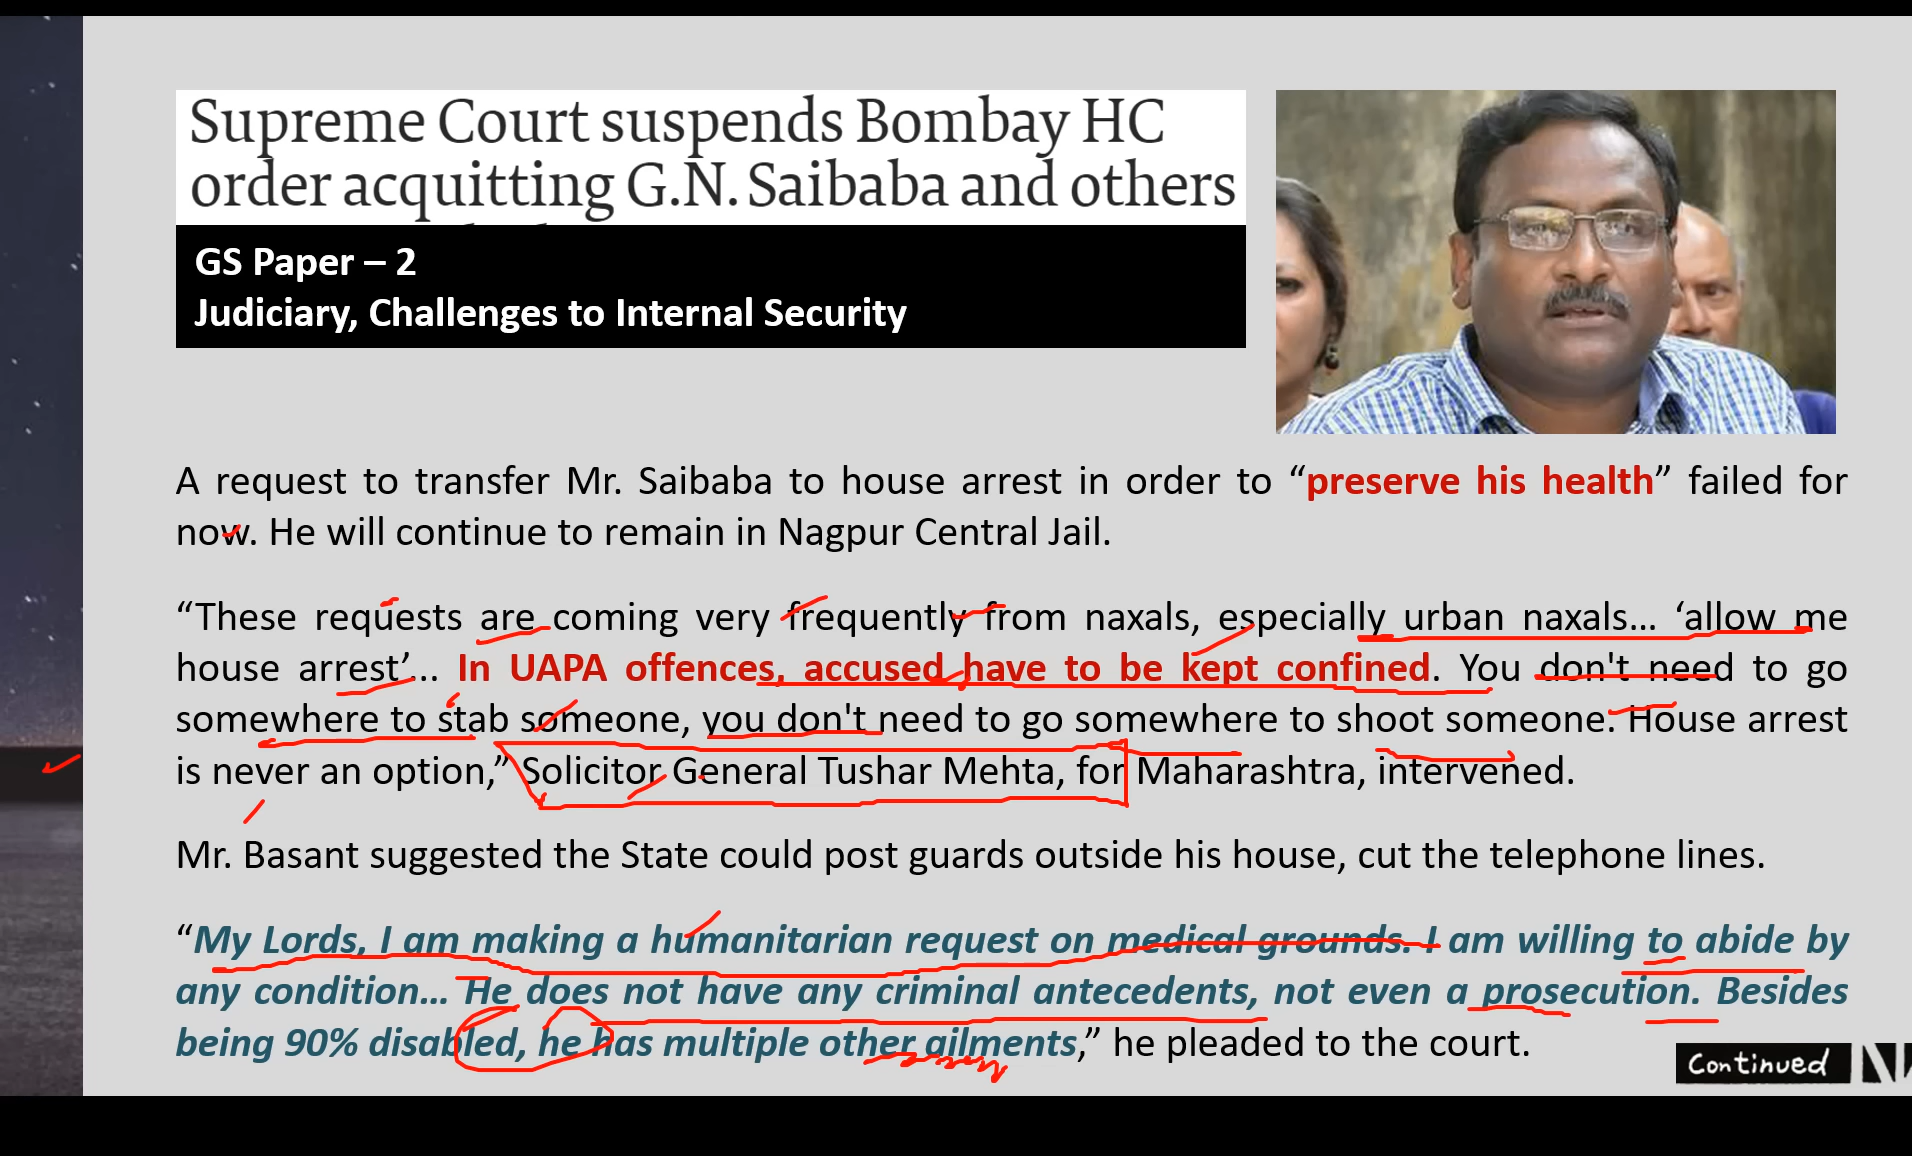 Supreme Court suspends Bombay HC
order acquitting G.N. Saibaba and others
GS Paper – 2
Judiciary, Challenges to Internal Security
A request to transfer Mr. Saibaba to house arrest in order to “preserve his health” failed for
now. He will continue to remain in Nagpur Central Jail.
“These requests are coming very frequently from naxals, especially urban naxals... ‘allow me
house arrest’... In UAPA offences, accused have to be kept confined. You don't need to go
somewhere to stab someone, you don't need to go somewhere to shoot someone. House arrest
is never an option,” Solicitor General Tushar Mehta, for Maharashtra, intervened.
Mr. Basant suggested the State could post guards outside his house, cut the telephone lines.
“My Lords, I am making a humanitarian request on medical grounds. I am willing to abide by
any condition... He does not have any criminal antecedents, not even a prosecution. Besides
being 90% disabled, he has multiple other ailments,” he pleaded to the court.
Continued